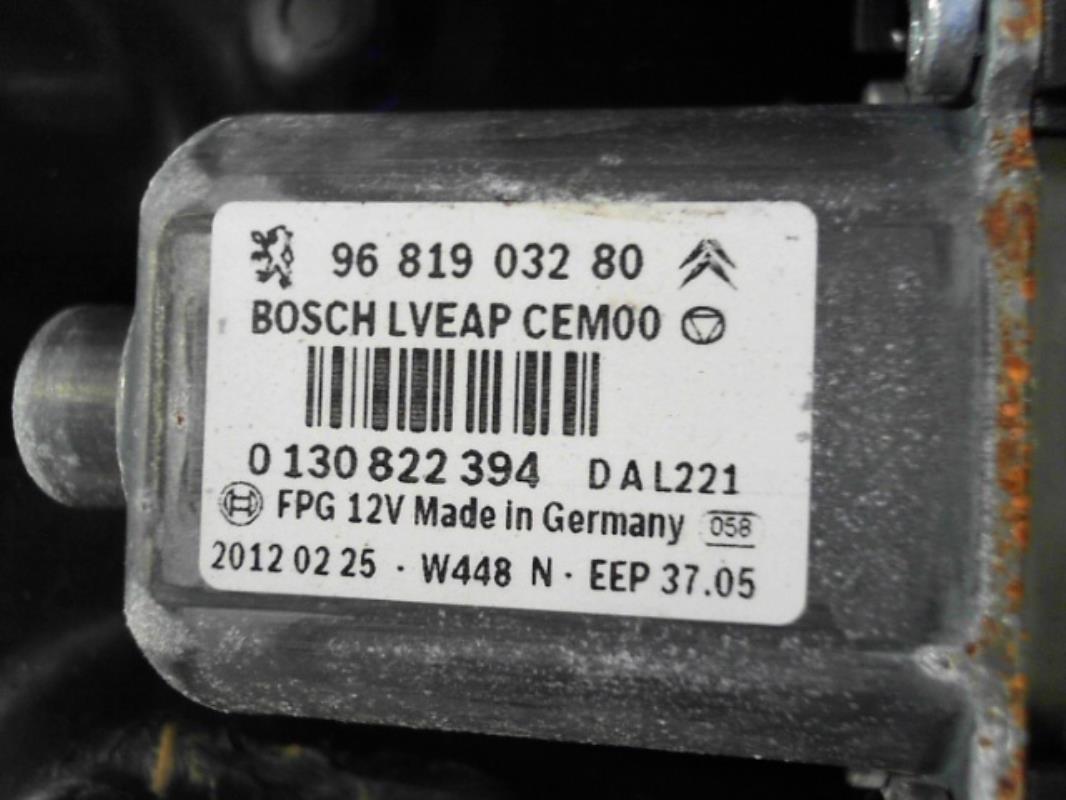 96 819 032 80
BOSCH LVEAP CEM00
0 130 822 394 D A L221
FPG 12V Made in Germany 058
2012 02 25 · W448 N · EEP 37.05